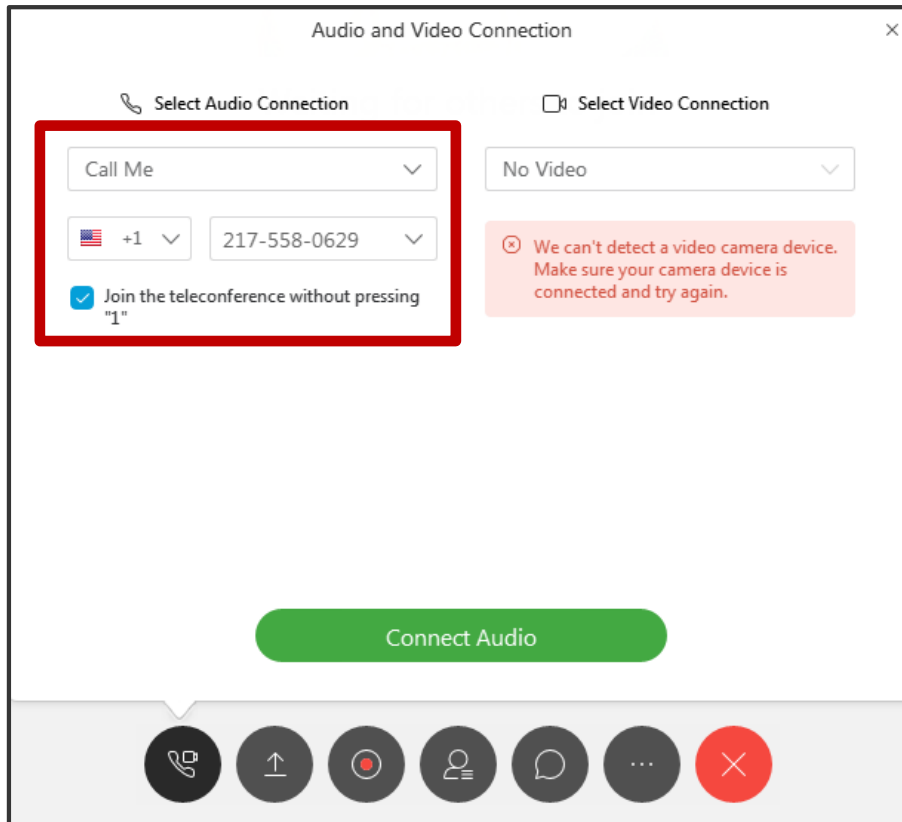 Audio and Video Connection
Select Audio Connection
Select Video Connection
Call Me
No Video
+1
217-558-0629
We can't detect a video camera device.
Make sure your camera device is
connected and try again.
Join the teleconference without pressing
"1"
Connect Audio